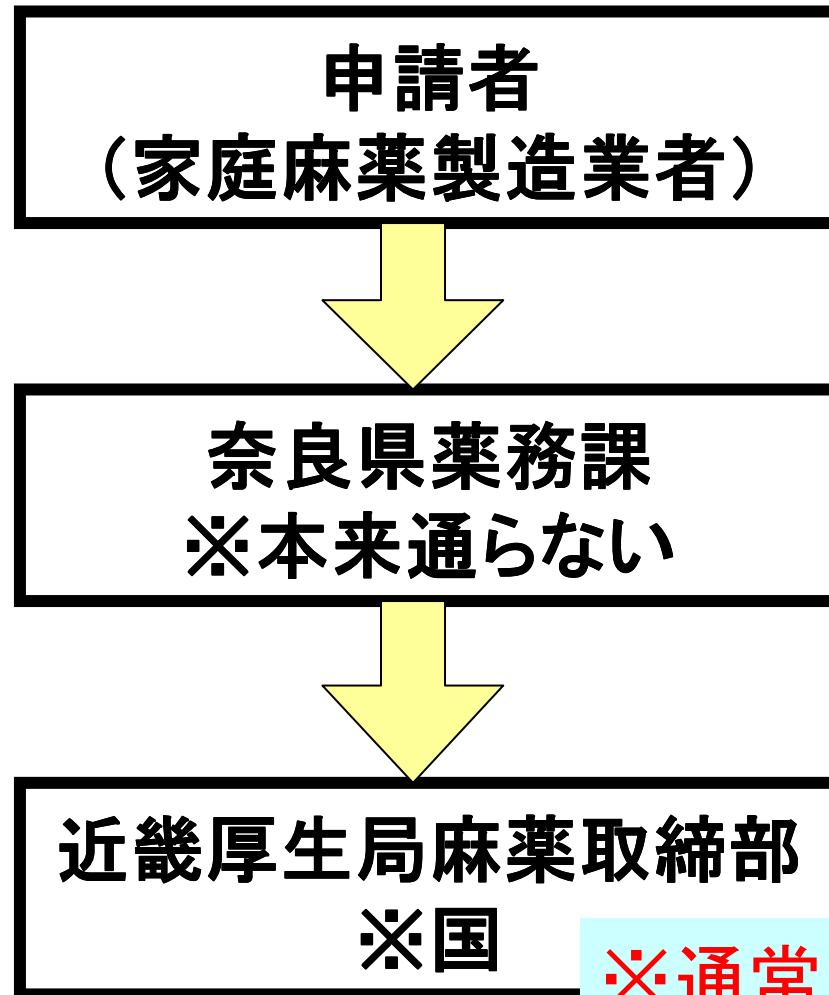 申請者
（家庭麻薬製造業者）
奈良県薬務課
※本来通らない
近畿厚生局麻薬取締部
※国
※通常